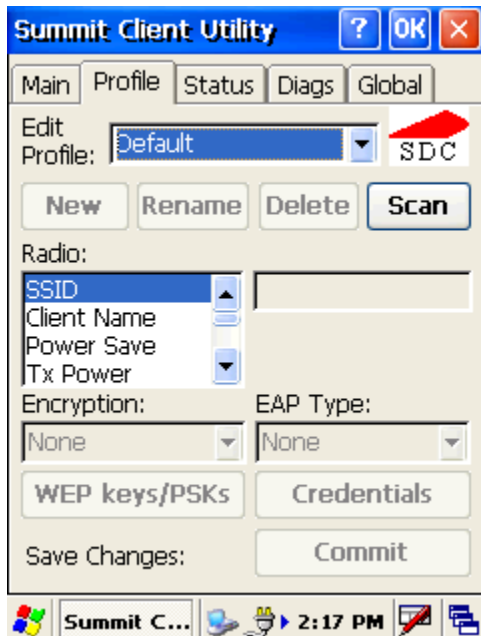 Summit Client Utility ? OK X
Main Profile Status Diags Global
Edit
Profile: Default
SDC
New Rename Delete Scan
Radio:
SSID
Client Name
Power Save
Tx Power
Encryption: EAP Type:
None None
WEP keys/PSKs Credentials
Save Changes: Commit
Summit C... 2:17 PM